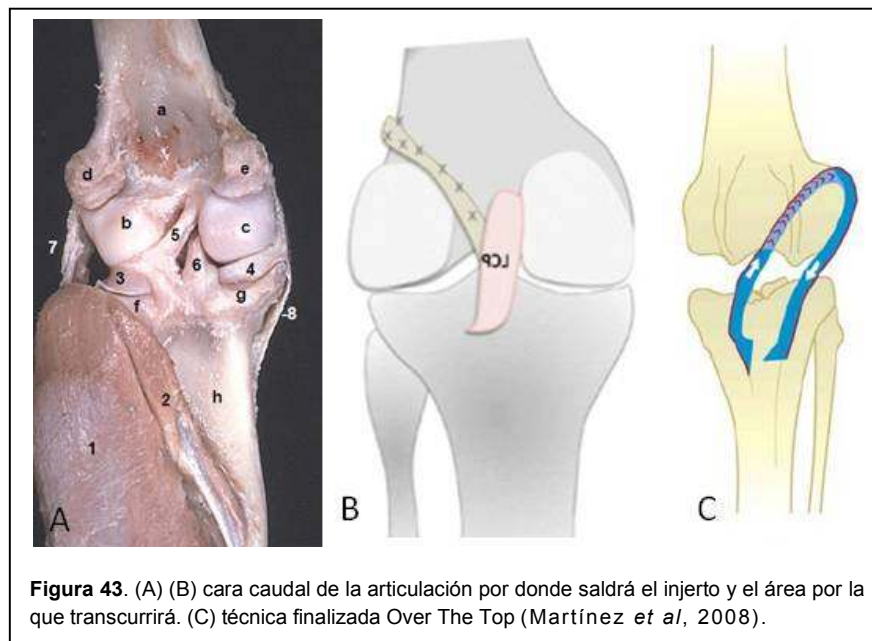 a
d
e
b
c
5
7
6
3
4
f
g
-8
h
2
1
A
LCP
B
C
Figura 43. (A) (B) cara caudal de la articulación por donde saldrá el injerto y el área por la
que transcurrirá. (C) técnica finalizada Over The Top (Martínez et al, 2008).